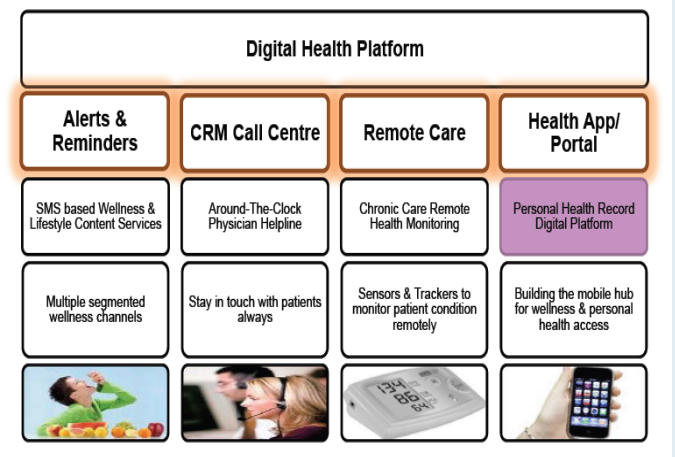 Digital Health Platform
Alerts &
Reminders
CRM Call Centre
Remote Care
Health App/
Portal
SMS based Wellness &
Lifestyle Content Services
Around-The-Clock
Physician Helpline
Chronic Care Remote
Health Monitoring
Personal Health Record
Digital Platform
Multiple segmented
wellness channels
Stay in touch with patients
always
Sensors & Trackers to
monitor patient condition
remotely
Building the mobile hub
for wellness & personal
health access
134
86
64